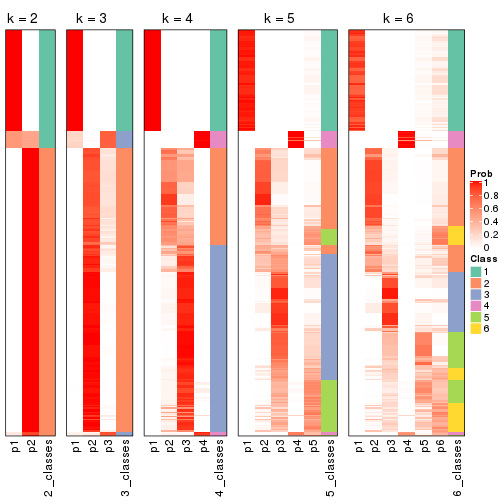 k = 2
k = 3
k = 4
k = 5
k = 6
p1
p2
2_classes
p1
p2
p3
3_classes
p1
p2
p3
p4
4_classes
p1
p2
p3
p4
p5
5_classes
p1
p2
p3
p4
p5
p6
6_classes
Prob
1
0.8
0.6
0.4
0.2
0
Class
1
2
3
4
5
6